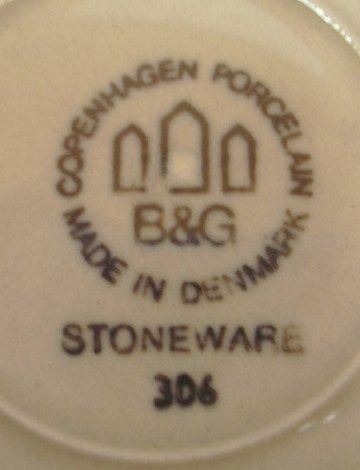 COPENHAGEN PORCELAIN
B&G
MADE IN DENMARK
STONEWARE
306